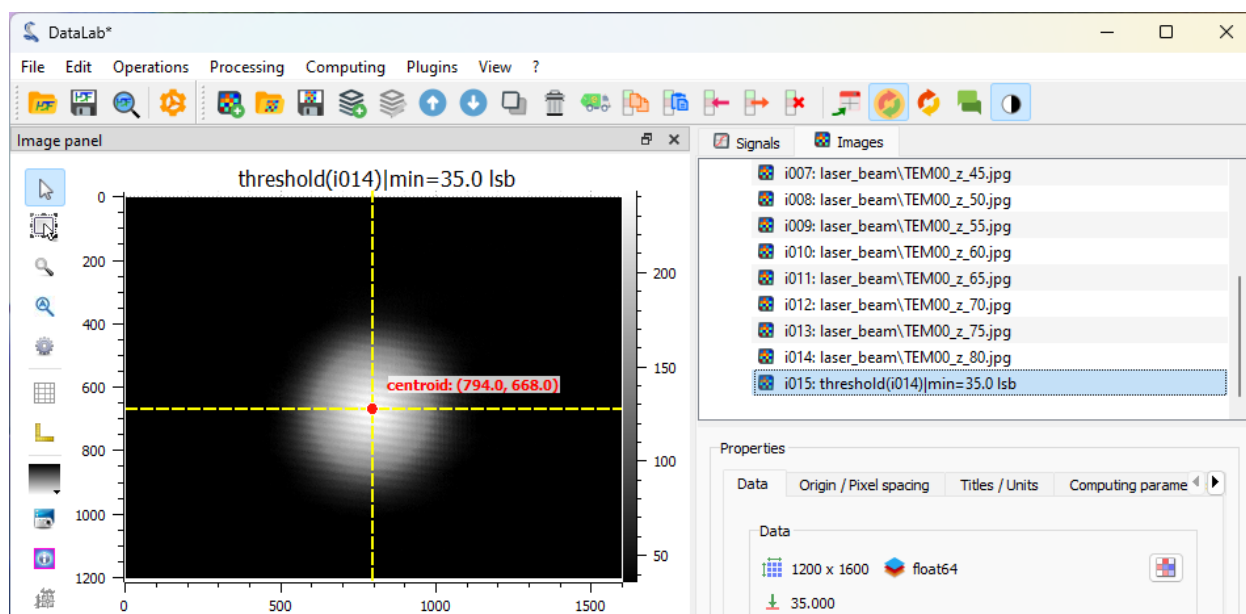 DataLab*
File Edit Operations Processing Computing Plugins View ?
Image panel
threshold(i014)|min=35.0 lsb
0
200
400
600
800
1000
1200
0 500 1000 1500
200
150
100
50
centroid: (794.0, 668.0)
Signals Images
i007: laser_beam\TEM00_z_45.jpg
i008: laser_beam\TEM00_z_50.jpg
i009: laser_beam\TEM00_z_55.jpg
i010: laser_beam\TEM00_z_60.jpg
i011: laser_beam\TEM00_z_65.jpg
i012: laser_beam\TEM00_z_70.jpg
i013: laser_beam\TEM00_z_75.jpg
i014: laser_beam\TEM00_z_80.jpg
i015: threshold(i014)|min=35.0 lsb
Properties
Data Origin / Pixel spacing Titles / Units Computing parame
Data
1200 x 1600 float64
35.000